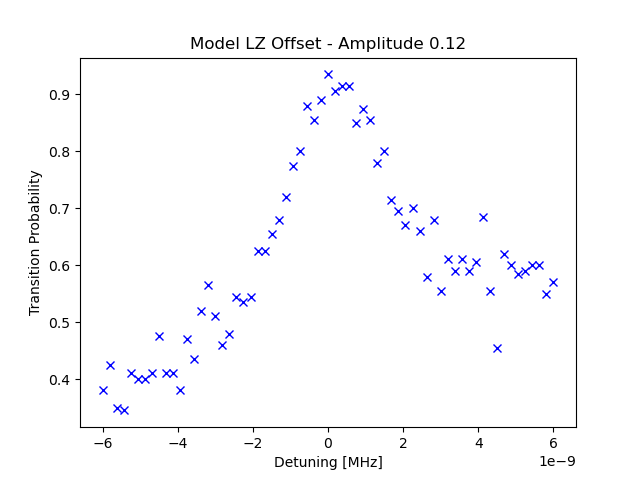 Model LZ Offset - Amplitude 0.12
Transition Probability
0.9
0.8
0.7
0.6
0.5
0.4
−6 −4 −2 0 2 4 6
1e−9
Detuning [MHz]